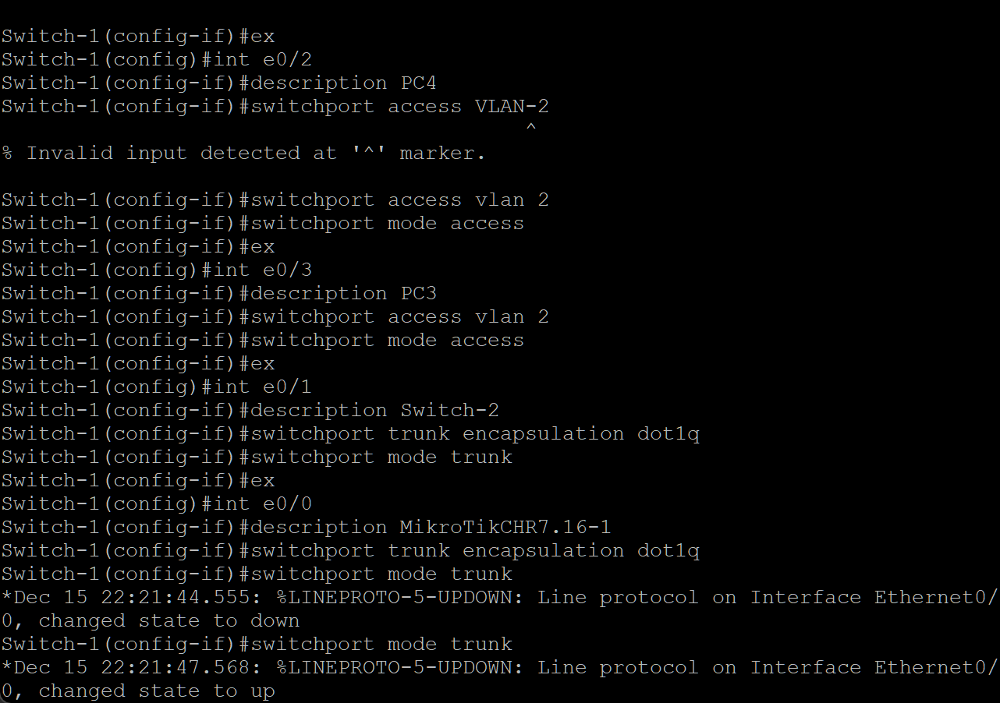 Switch-1(config-if)#ex
Switch-1(config)#int e0/2
Switch-1(config-if)#description PC4
Switch-1(config-if)#switchport access VLAN-2
^
% Invalid input detected at '^' marker.
Switch-1(config-if)#switchport access vlan 2
Switch-1(config-if)#switchport mode access
Switch-1(config-if)#ex
Switch-1(config)#int e0/3
Switch-1(config-if)#description PC3
Switch-1(config-if)#switchport access vlan 2
Switch-1(config-if)#switchport mode access
Switch-1(config-if)#ex
Switch-1(config)#int e0/1
Switch-1(config-if)#description Switch-2
Switch-1(config-if)#switchport trunk encapsulation dot1q
Switch-1(config-if)#switchport mode trunk
Switch-1(config-if)#ex
Switch-1(config)#int e0/0
Switch-1(config-if)#description MikroTikCHR7.16-1
Switch-1(config-if)#switchport trunk encapsulation dot1q
Switch-1(config-if)#switchport mode trunk
*Dec 15 22:21:44.555: %LINEPROTO-5-UPDOWN: Line protocol on Interface Ethernet0/
0, changed state to down
Switch-1(config-if)#switchport mode trunk
*Dec 15 22:21:47.568: %LINEPROTO-5-UPDOWN: Line protocol on Interface Ethernet0/
0, changed state to up